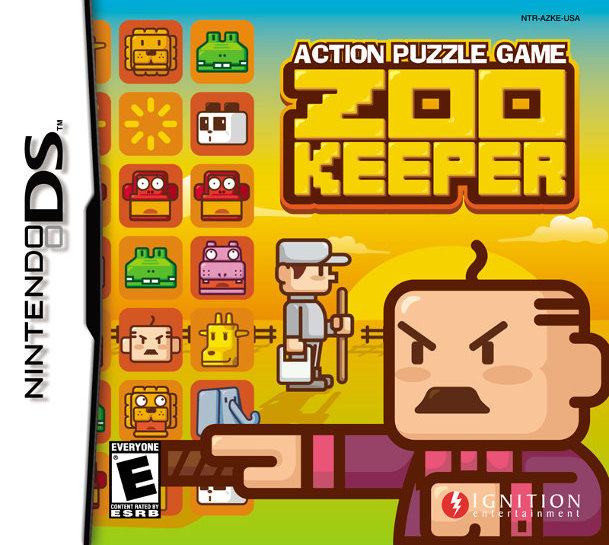 NTR-AZKE-USA
ACTION PUZZLE GAME
ZOO
KEEPER
NINTENDO DS™
EVERYONE
E
®
CONTENT RATED BY
ESRB
IGNITION
entertainment